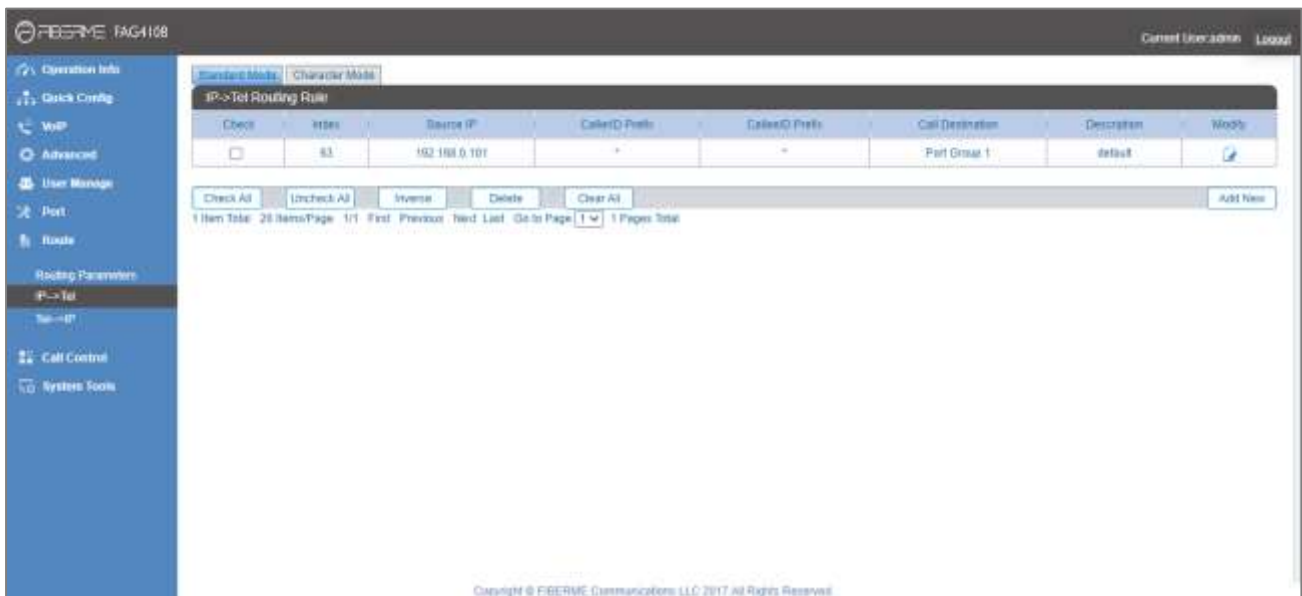 FIBERME FAG4108
Current User:admin Logout
Operation Info
Quick Config
VoIP
Advanced
User Manage
Port
Route
Routing Parameters
IP->Tel
Tel->IP
Call Control
System Tools
Standard Mode Character Mode
IP->Tel Routing Rule
Check Index Source IP CallerID Prefix CalleeID Prefix Call Destination Description Modify
63 192.168.0.101 * * Port Group 1 default
Check All Uncheck All Inverse Delete Clear All Add New
1 Item Total 20 Items/Page 1/1 First Previous Next Last Go to Page 1 1 Pages Total
Copyright © FIBERME Communications LLC 2017 All Rights Reserved